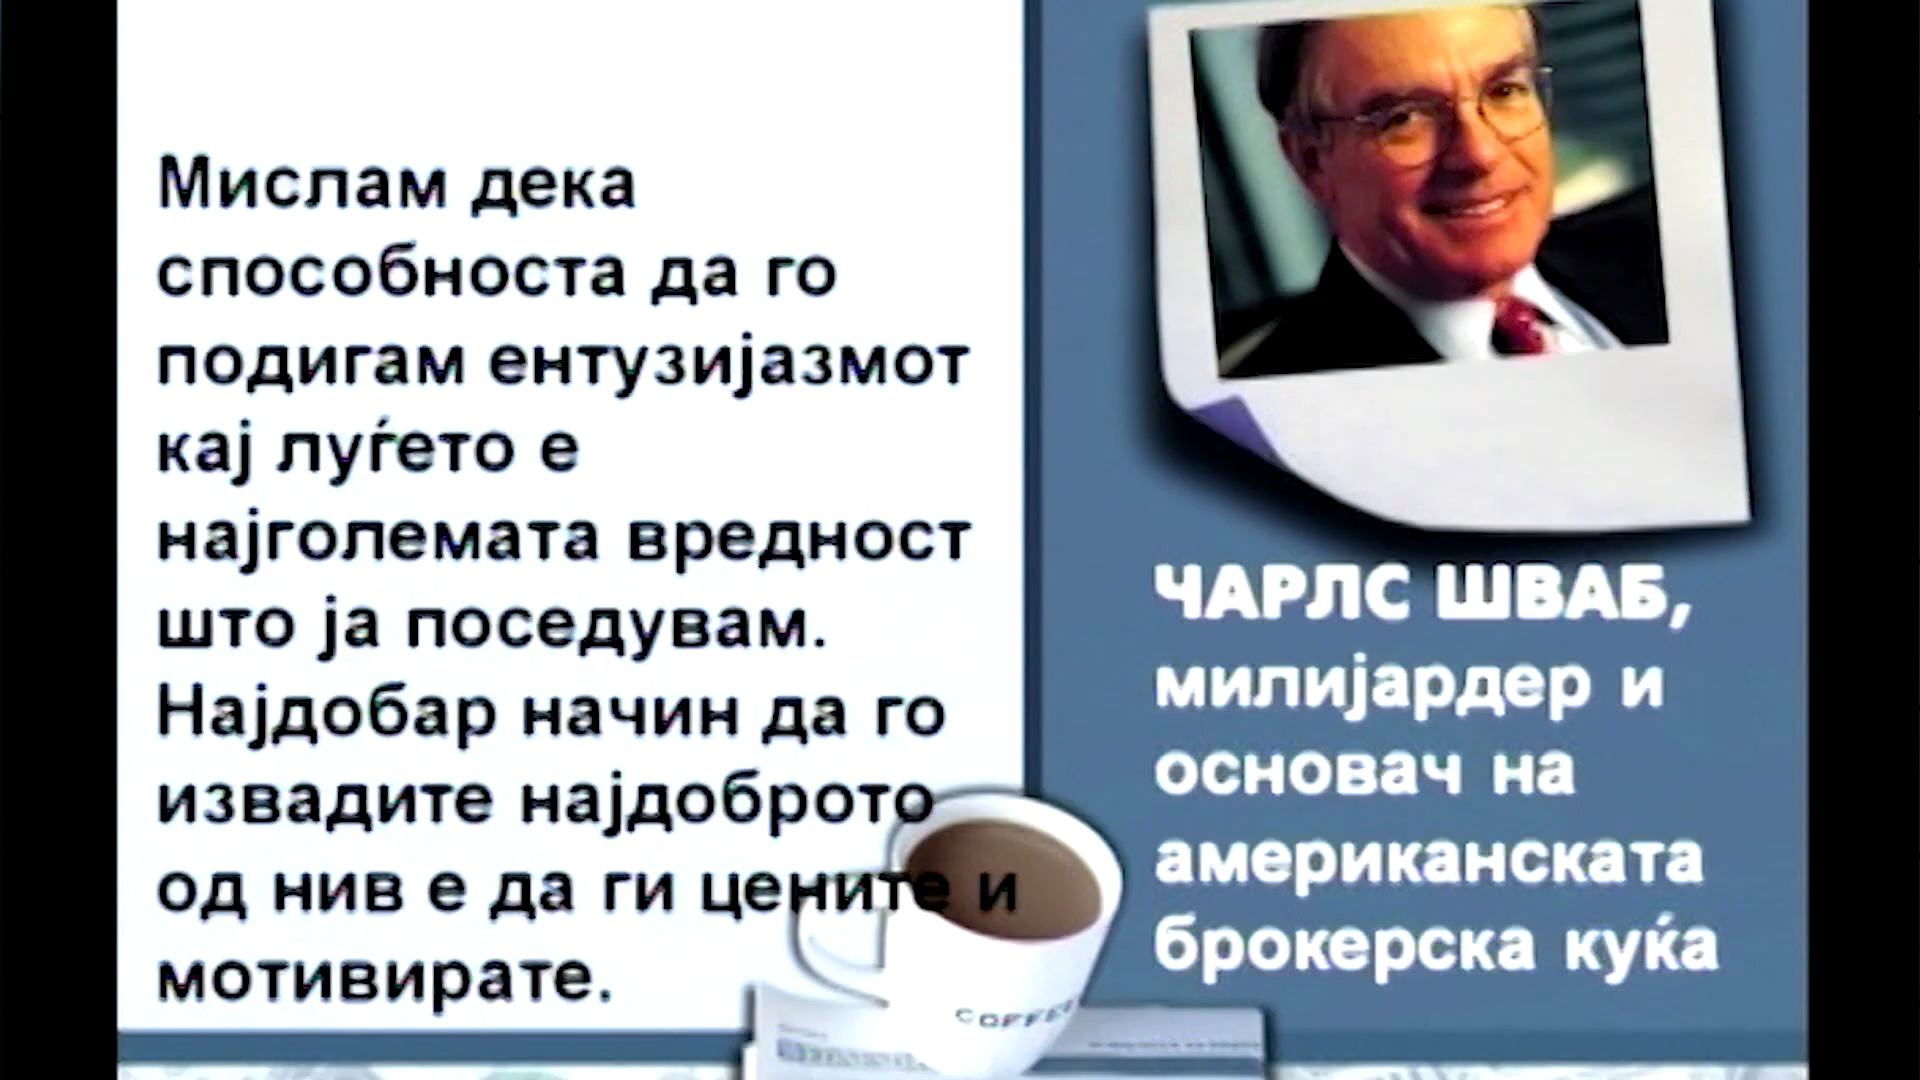 Мислам дека
способноста да го
подигам ентузијазмот
кај луѓето е
најголемата вредност
што ја поседувам.
Најдобар начин да го
извадите најдоброто
од нив е да ги цените и
мотивирате.
ЧАРЛС ШВАБ,
милијардер и
основач на
американската
брокерска куќа
COFFEE